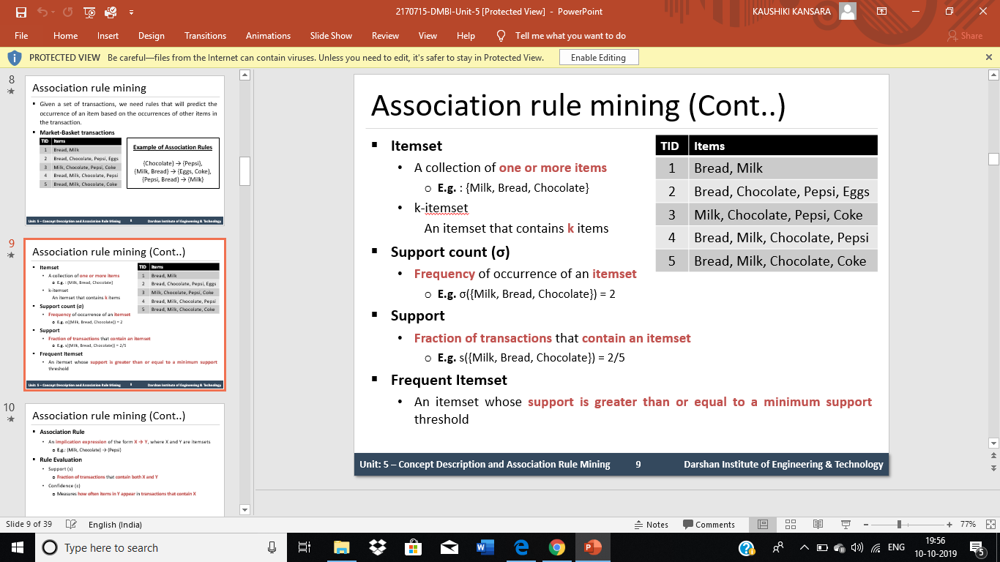 2170715-DMBI-Unit-5 [Protected View] - PowerPoint
KAUSHIKI KANSARA
File Home Insert Design Transitions Animations Slide Show Review View Help Tell me what you want to do Share
PROTECTED VIEW Be careful—files from the Internet can contain viruses. Unless you need to edit, it's safer to stay in Protected View. Enable Editing
8
Association rule mining
Given a set of transactions, we need rules that will predict the
occurrence of an item based on the occurrences of other items in
the transaction.
Market-Basket transactions
TID Items
1 Bread, Milk
2 Bread, Chocolate, Pepsi, Eggs
3 Milk, Chocolate, Pepsi, Coke
4 Bread, Milk, Chocolate, Pepsi
5 Bread, Milk, Chocolate, Coke
Example of Association Rules
{Chocolate} → {Pepsi},
{Milk, Bread} → {Eggs, Coke},
{Pepsi, Bread} → {Milk}
Unit: 5 – Concept Description and Association Rule Mining 8 Darshan Institute of Engineering & Technology
9
Association rule mining (Cont..)
Itemset
A collection of one or more items
E.g. : {Milk, Bread, Chocolate}
k-itemset
An itemset that contains k items
Support count (σ)
Frequency of occurrence of an itemset
E.g. σ({Milk, Bread, Chocolate}) = 2
Support
Fraction of transactions that contain an itemset
E.g. s({Milk, Bread, Chocolate}) = 2/5
Frequent Itemset
An itemset whose support is greater than or equal to a minimum support
threshold
TID Items
1 Bread, Milk
2 Bread, Chocolate, Pepsi, Eggs
3 Milk, Chocolate, Pepsi, Coke
4 Bread, Milk, Chocolate, Pepsi
5 Bread, Milk, Chocolate, Coke
Unit: 5 – Concept Description and Association Rule Mining Darshan Institute of Engineering & Technology
10
Association rule mining (Cont..)
Association Rule
An implication expression of the form X → Y, where X and Y are itemsets
E.g.: {Milk, Chocolate} → {Pepsi}
Rule Evaluation
Support (s)
Fraction of transactions that contain both X and Y
Confidence (c)
Measures how often items in Y appear in transactions that contain X
Association rule mining (Cont..)
Itemset
A collection of one or more items
E.g. : {Milk, Bread, Chocolate}
k-itemset
An itemset that contains k items
Support count (σ)
Frequency of occurrence of an itemset
E.g. σ({Milk, Bread, Chocolate}) = 2
Support
Fraction of transactions that contain an itemset
E.g. s({Milk, Bread, Chocolate}) = 2/5
Frequent Itemset
An itemset whose support is greater than or equal to a minimum support
threshold
TID Items
1 Bread, Milk
2 Bread, Chocolate, Pepsi, Eggs
3 Milk, Chocolate, Pepsi, Coke
4 Bread, Milk, Chocolate, Pepsi
5 Bread, Milk, Chocolate, Coke
Unit: 5 – Concept Description and Association Rule Mining 9 Darshan Institute of Engineering & Technology
Slide 9 of 39 English (India) Notes Comments 77%
Type here to search
ENG
19:56
10-10-2019
5